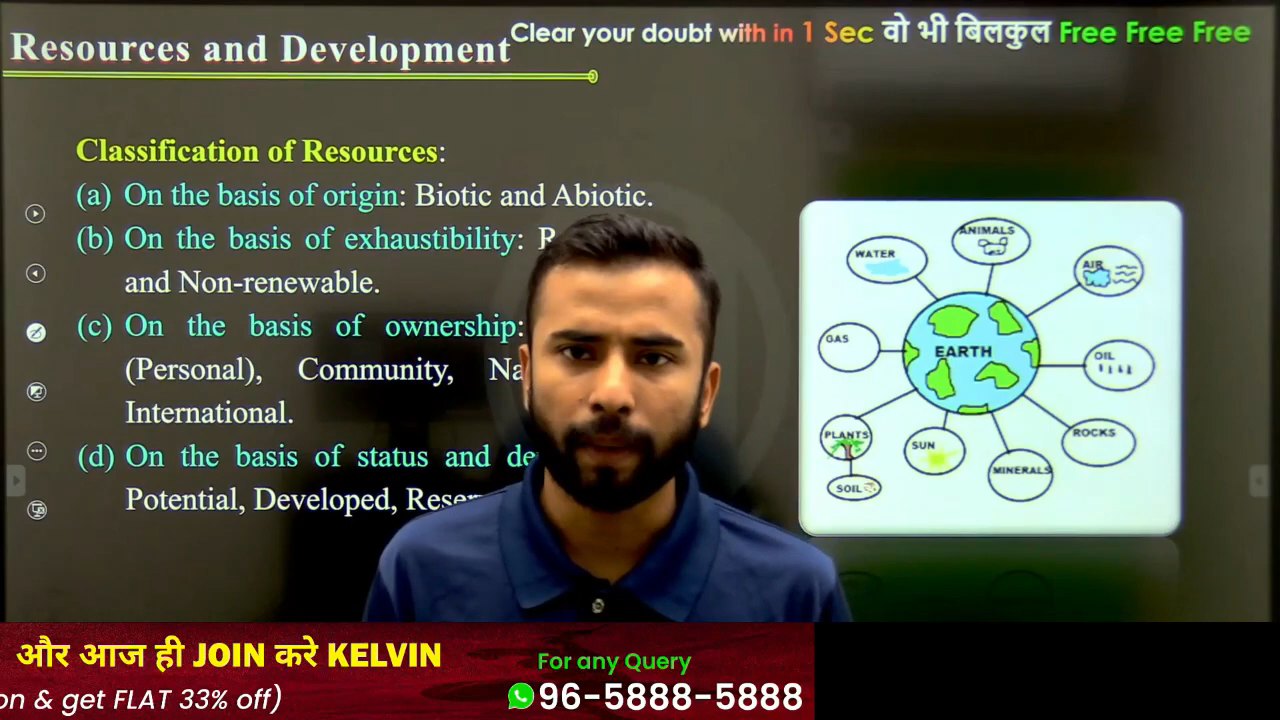 Resources and Development
Clear your doubt with in 1 Sec वो भी बिलकुल Free Free Free
Classification of Resources:
(a) On the basis of origin: Biotic and Abiotic.
(b) On the basis of exhaustibility:
and Non-renewable.
(c) On the basis of ownership:
(Personal), Community,
International.
(d) On the basis of status and
Potential, Developed,
ANIMALS
WATER
AIR
GAS
EARTH
OIL
PLANTS
SUN
ROCKS
MINERALS
SOIL
और आज ही JOIN करे KELVIN
For any Query
on & get FLAT 33% off)
96-5888-5888